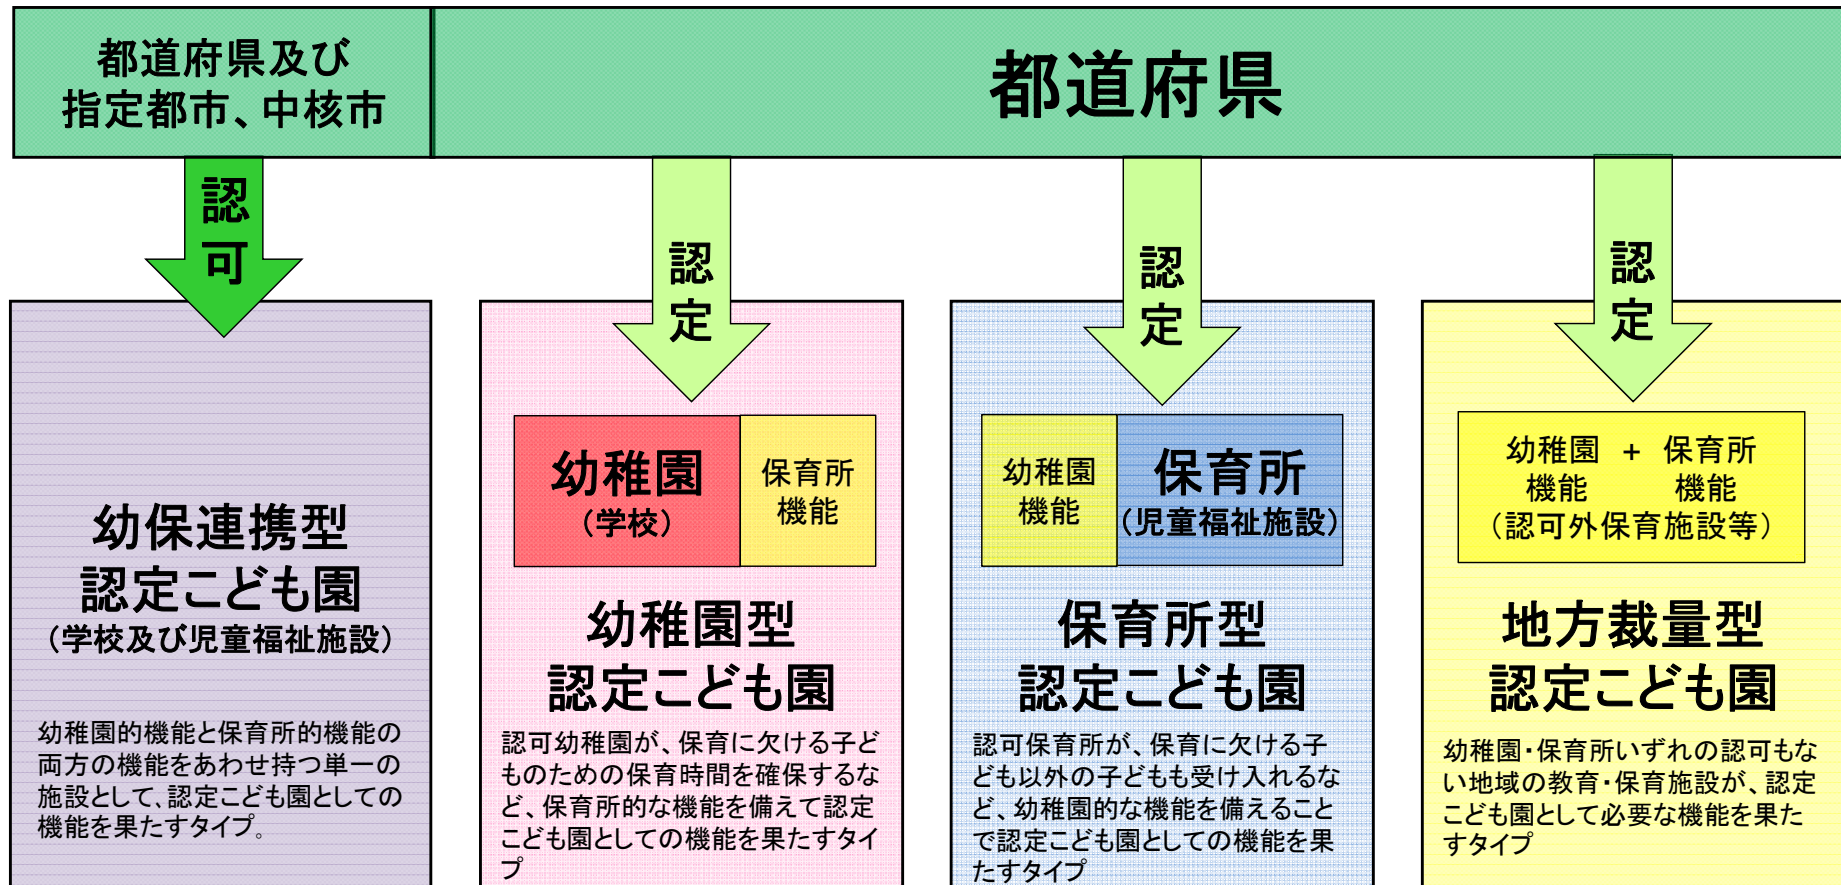 都道府県及び
指定都市、中核市
都道府県
認
可
認
定
認
定
認
定
幼保連携型
認定こども園
（学校及び児童福祉施設）
幼稚園的機能と保育所的機能の
両方の機能をあわせ持つ単一の
施設として、認定こども園としての
機能を果たすタイプ。
幼稚園
（学校）
保育所
機能
幼稚園型
認定こども園
認可幼稚園が、保育に欠ける子ど
ものための保育時間を確保するな
ど、保育所的な機能を備えて認定
こども園としての機能を果たすタイ
プ
幼稚園
機能
保育所
（児童福祉施設）
保育所型
認定こども園
認可保育所が、保育に欠ける子
ども以外の子どもも受け入れるな
ど、幼稚園的な機能を備えること
で認定こども園としての機能を果
たすタイプ
幼稚園 + 保育所
機能 機能
（認可外保育施設等）
地方裁量型
認定こども園
幼稚園・保育所いずれの認可もな
い地域の教育・保育施設が、認定
こども園として必要な機能を果た
すタイプ